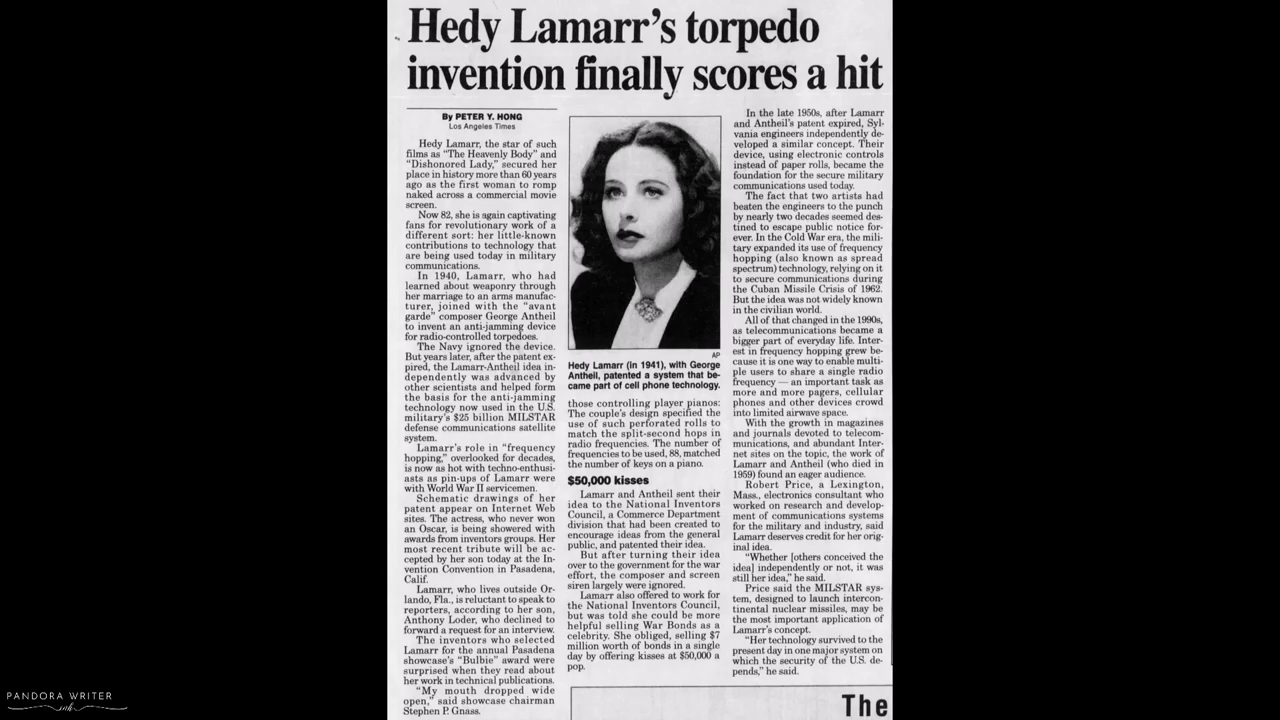 Hedy Lamarr's torpedo
invention finally scores a hit
By PETER Y. HONG
Los Angeles Times
Hedy Lamarr, the star of such
films as "The Heavenly Body" and
"Dishonored Lady," secured her
place in history more than 60 years
ago as the first woman to romp
naked across a commercial movie
screen.
Now 82, she is again captivating
fans for revolutionary work of a
different sort: her little-known
contributions to technology that
are being used today in military
communications.
In 1940, Lamarr, who had
learned about weaponry through
her marriage to an arms manufac-
turer, joined with the "avant
garde" composer George Antheil
to invent an anti-jamming device
for radio-controlled torpedoes.
The Navy ignored the device.
But years later, after the patent ex-
pired, the Lamarr-Antheil idea in-
dependently was advanced by
other scientists and helped form
the basis for the anti-jamming
technology now used in the U.S.
military's $25 billion MILSTAR
defense communications satellite
system.
Lamarr's role in "frequency
hopping," overlooked for decades,
is now as hot with techno-enthusi-
asts as pin-ups of Lamarr were
with World War II servicemen.
Schematic drawings of her
patent appear on Internet Web
sites. The actress, who never won
an Oscar, is being showered with
awards from inventors groups. Her
most recent tribute will be ac-
cepted by her son today at the In-
vention Convention in Pasadena,
Calif.
Lamarr, who lives outside Or-
lando, Fla., is reluctant to speak to
reporters, according to her son,
Anthony Loder, who declined to
forward a request for an interview.
The inventors who selected
Lamarr for the annual Pasadena
showcase's "Bulbie" award were
surprised when they read about
her work in technical publications.
"My mouth dropped wide
open," said showcase chairman
Stephen P. Gnass.
AP
Hedy Lamarr (in 1941), with George
Antheil, patented a system that be-
came part of cell phone technology.
those controlling player pianos:
The couple's design specified the
use of such perforated rolls to
match the split-second hops in
radio frequencies. The number of
frequencies to be used, 88, matched
the number of keys on a piano.
$50,000 kisses
Lamarr and Antheil sent their
idea to the National Inventors
Council, a Commerce Department
division that had been created to
encourage ideas from the general
public, and patented their idea.
But after turning their idea
over to the government for the war
effort, the composer and screen
siren largely were ignored.
Lamarr also offered to work for
the National Inventors Council,
but was told she could be more
helpful selling War Bonds as a
celebrity. She obliged, selling $7
million worth of bonds in a single
day by offering kisses at $50,000 a
pop.
In the late 1950s, after Lamarr
and Antheil's patent expired, Syl-
vania engineers independently de-
veloped a similar concept. Their
device, using electronic controls
instead of paper rolls, became the
foundation for the secure military
communications used today.
The fact that two artists had
beaten the engineers to the punch
by nearly two decades seemed des-
tined to escape public notice for-
ever. In the Cold War era, the mili-
tary expanded its use of frequency
hopping (also known as spread
spectrum) technology, relying on it
to secure communications during
the Cuban Missile Crisis of 1962.
But the idea was not widely known
in the civilian world.
All of that changed in the 1990s,
as telecommunications became a
bigger part of everyday life. Inter-
est in frequency hopping grew be-
cause it is one way to enable multi-
ple users to share a single radio
frequency — an important task as
more and more pagers, cellular
phones and other devices crowd
into limited airwave space.
With the growth in magazines
and journals devoted to telecom-
munications, and abundant Inter-
net sites on the topic, the work of
Lamarr and Antheil (who died in
1959) found an eager audience.
Robert Price, a Lexington,
Mass., electronics consultant who
worked on research and develop-
ment of communications systems
for the military and industry, said
Lamarr deserves credit for her orig-
inal idea.
"Whether [others conceived the
idea] independently or not, it was
still her idea," he said.
Price said the MILSTAR sys-
tem, designed to launch intercon-
tinental nuclear missiles, may be
the most important application of
Lamarr's concept.
"Her technology survived to the
present day in one major system on
which the security of the U.S. de-
pends," he said.
The
PANDORA WRITER
ink